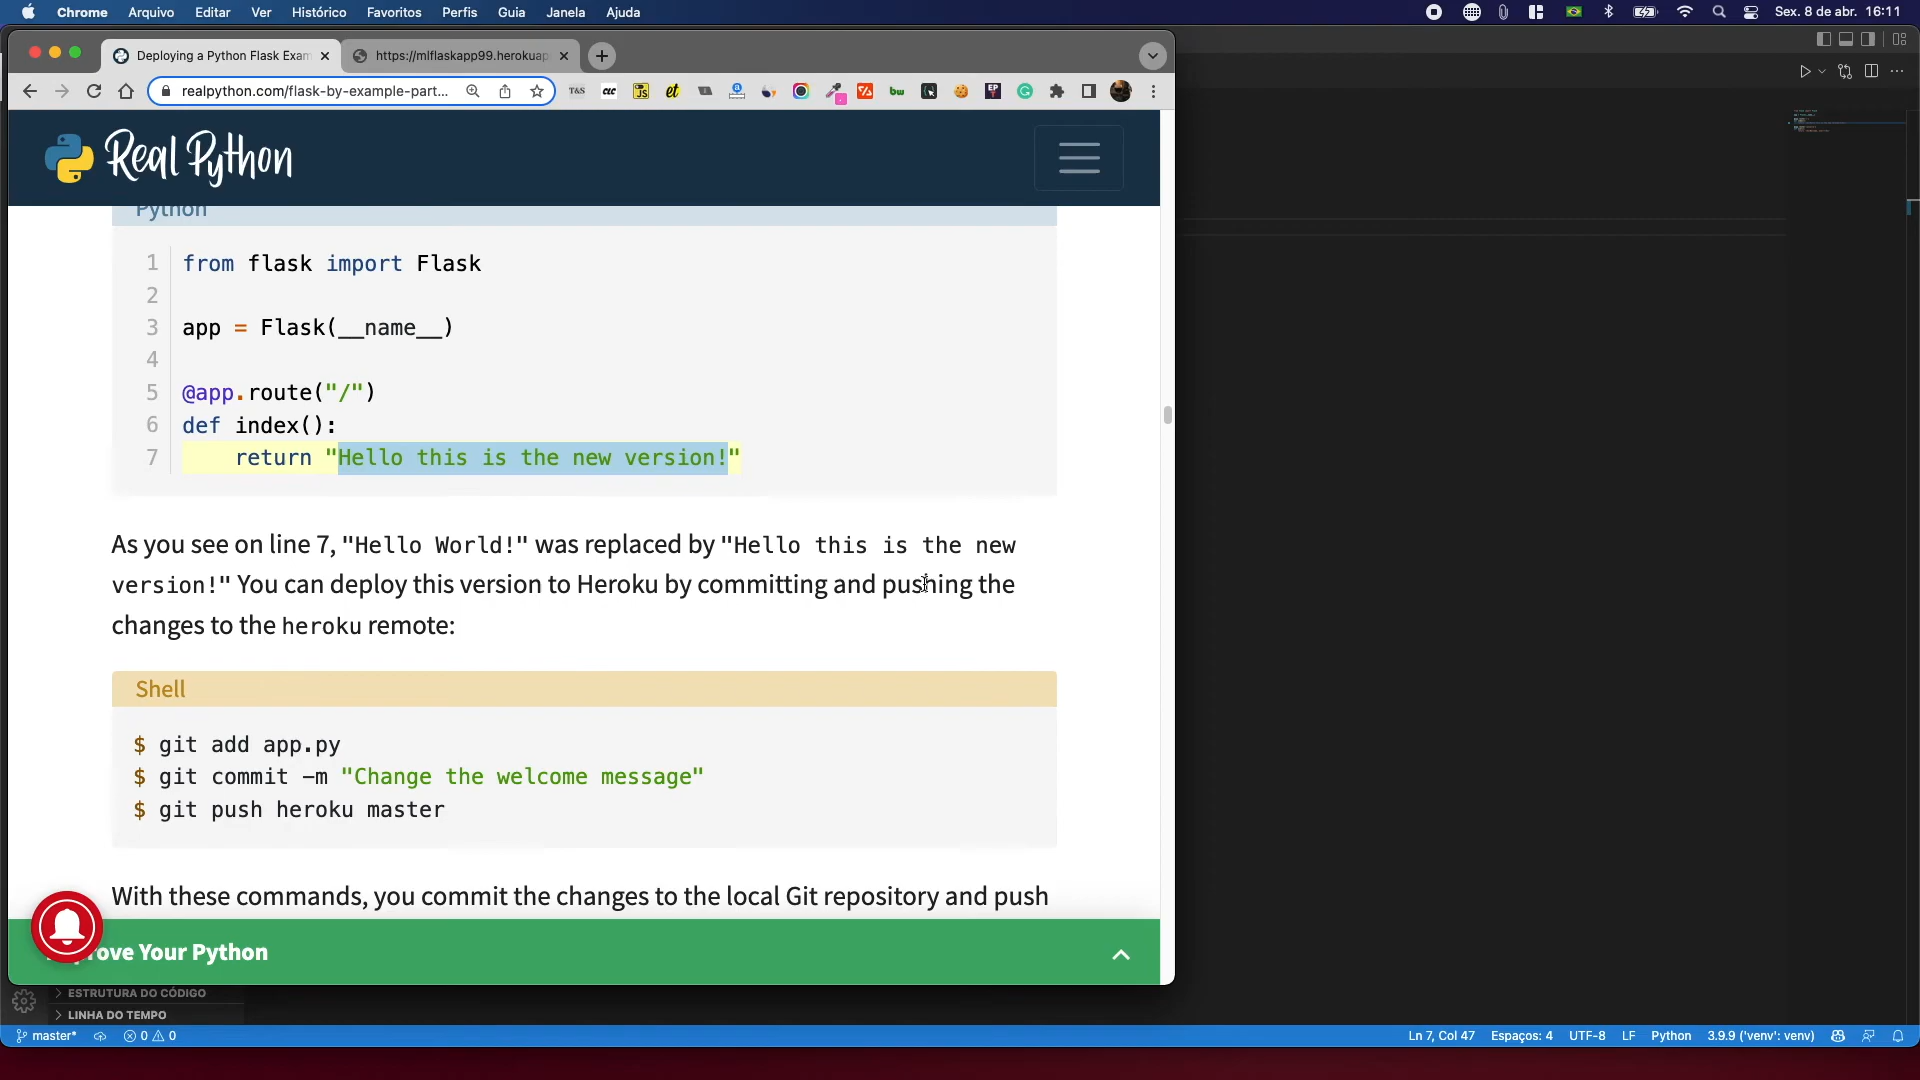 Chrome Arquivo Editar Ver Histórico Favoritos Perfis Guia Janela Ajuda Sex. 8 de abr. 16:11
Deploying a Python Flask Exam https://mlflaskapp99.herokuap
realpython.com/flask-by-example-part...
Real Python
Python
1 from flask import Flask
2
3 app = Flask(__name__)
4
5 @app.route("/")
6 def index():
7 return "Hello this is the new version!"
As you see on line 7, "Hello World!" was replaced by "Hello this is the new
version!" You can deploy this version to Heroku by committing and pushing the
changes to the heroku remote:
Shell
$ git add app.py
$ git commit -m "Change the welcome message"
$ git push heroku master
With these commands, you commit the changes to the local Git repository and push
rove Your Python
ESTRUTURA DO CÓDIGO
LINHA DO TEMPO
master* 0 0 Ln 7, Col 47 Espaços: 4 UTF-8 LF Python 3.9.9 ('venv': venv)